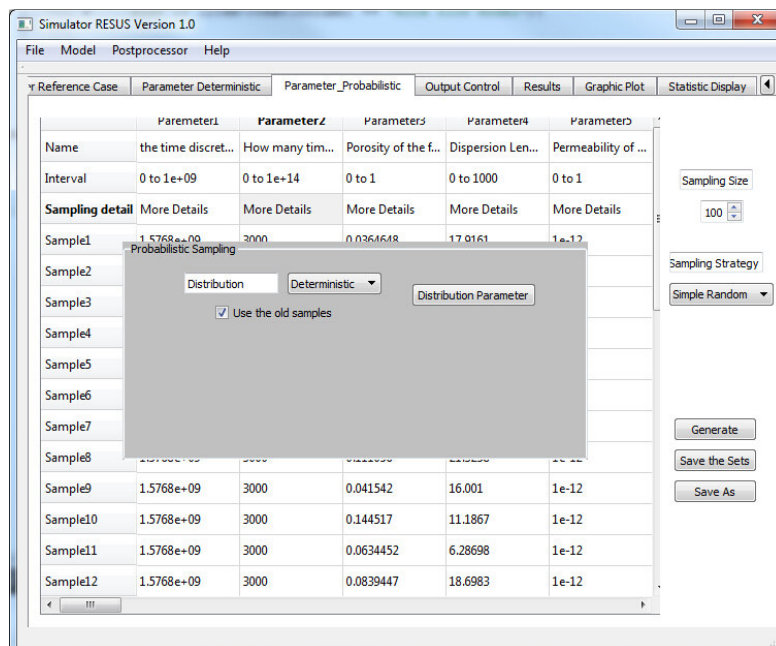 Simulator RESUS Version 1.0
File Model Postprocessor Help
r Reference Case Parameter Deterministic Parameter_Probabilistic Output Control Results Graphic Plot Statistic Display
Paremeter1 Parameter2 Parameter3 Parameter4 Parameter5
Name the time discret... How many tim... Porosity of the f... Dispersion Len... Permeability of ...
Interval 0 to 1e+09 0 to 1e+14 0 to 1 0 to 1000 0 to 1
Sampling Size
Sampling detail More Details More Details More Details More Details More Details
100
Sample1 1.5768e+09 3000 0.0364648 17.9161 1e-12
Probabilistic Sampling
Sample2
Sampling Strategy
Distribution Deterministic
Distribution Parameter
Simple Random
Sample3
Use the old samples
Sample4
Sample5
Sample6
Sample7
Generate
Sample8
Save the Sets
Sample9 1.5768e+09 3000 0.041542 16.001 1e-12
Save As
Sample10 1.5768e+09 3000 0.144517 11.1867 1e-12
Sample11 1.5768e+09 3000 0.0634452 6.28698 1e-12
Sample12 1.5768e+09 3000 0.0839447 18.6983 1e-12